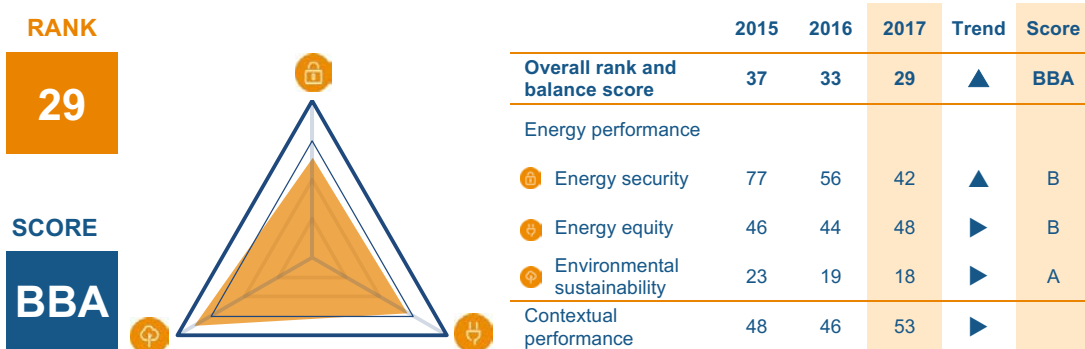 RANK
29
SCORE
BBA
2015 2016 2017 Trend Score
Overall rank and
balance score 37 33 29 BBA
Energy performance
Energy security 77 56 42 B
Energy equity 46 44 48 B
Environmental
sustainability 23 19 18 A
Contextual
performance 48 46 53